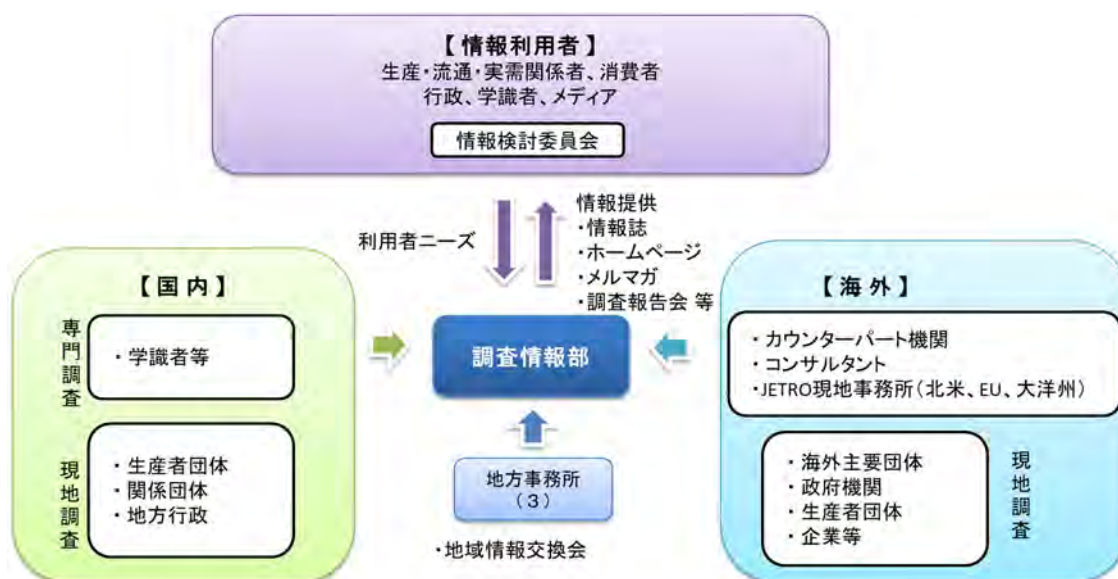 【 情報利用者 】
生産・流通・実需関係者、消費者
行政、学識者、メディア
情報検討委員会
利用者ニーズ
情報提供
・情報誌
・ホームページ
・メルマガ
・調査報告会 等
【 国 内 】
専門調査
・学識者等
現地調査
・生産者団体
・関係団体
・地方行政
調査情報部
地方事務所
（３）
・地域情報交換会
【 海 外 】
・カウンターパート機関
・コンサルタント
・JETRO現地事務所（北米、EU、大洋州）
・海外主要団体
・政府機関
・生産者団体
・企業等
現地調査